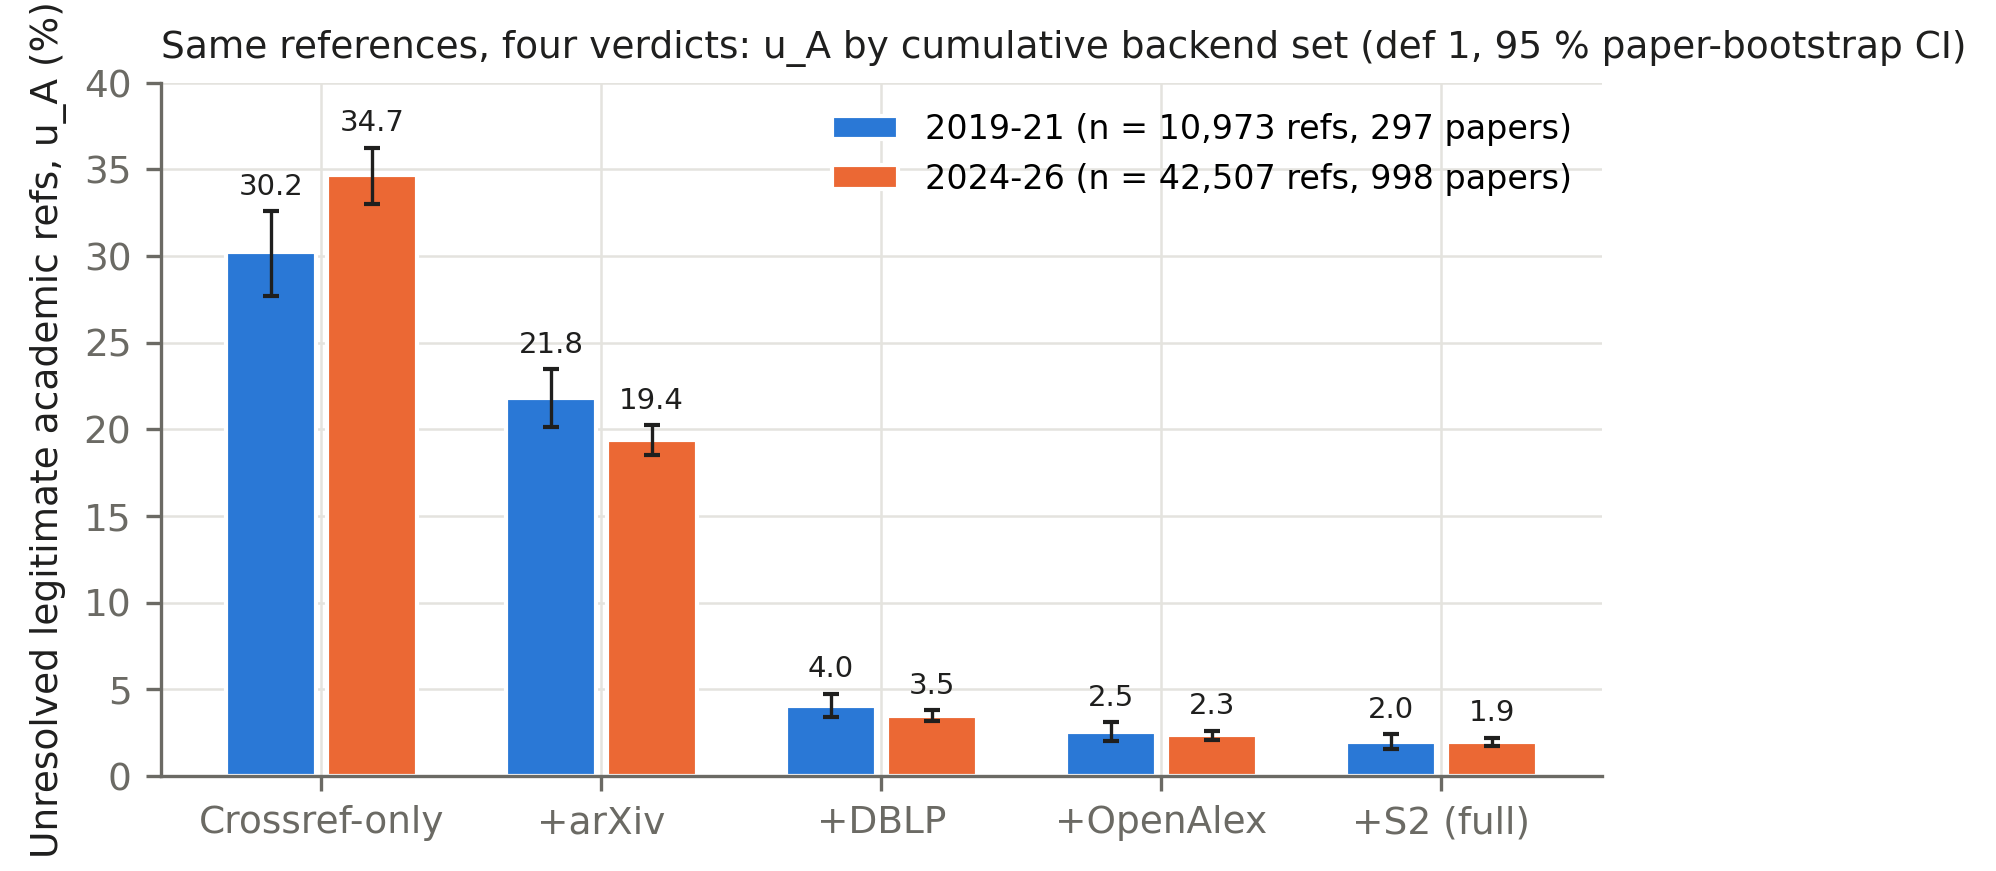 Same references, four verdicts: u_A by cumulative backend set (def 1, 95 % paper-bootstrap CI)
Unresolved legitimate academic refs, u_A (%)
40
35
30
25
20
15
10
5
0
2019-21 (n = 10,973 refs, 297 papers)
2024-26 (n = 42,507 refs, 998 papers)
30.2
34.7
21.8
19.4
4.0
3.5
2.5
2.3
2.0
1.9
Crossref-only
+arXiv
+DBLP
+OpenAlex
+S2 (full)